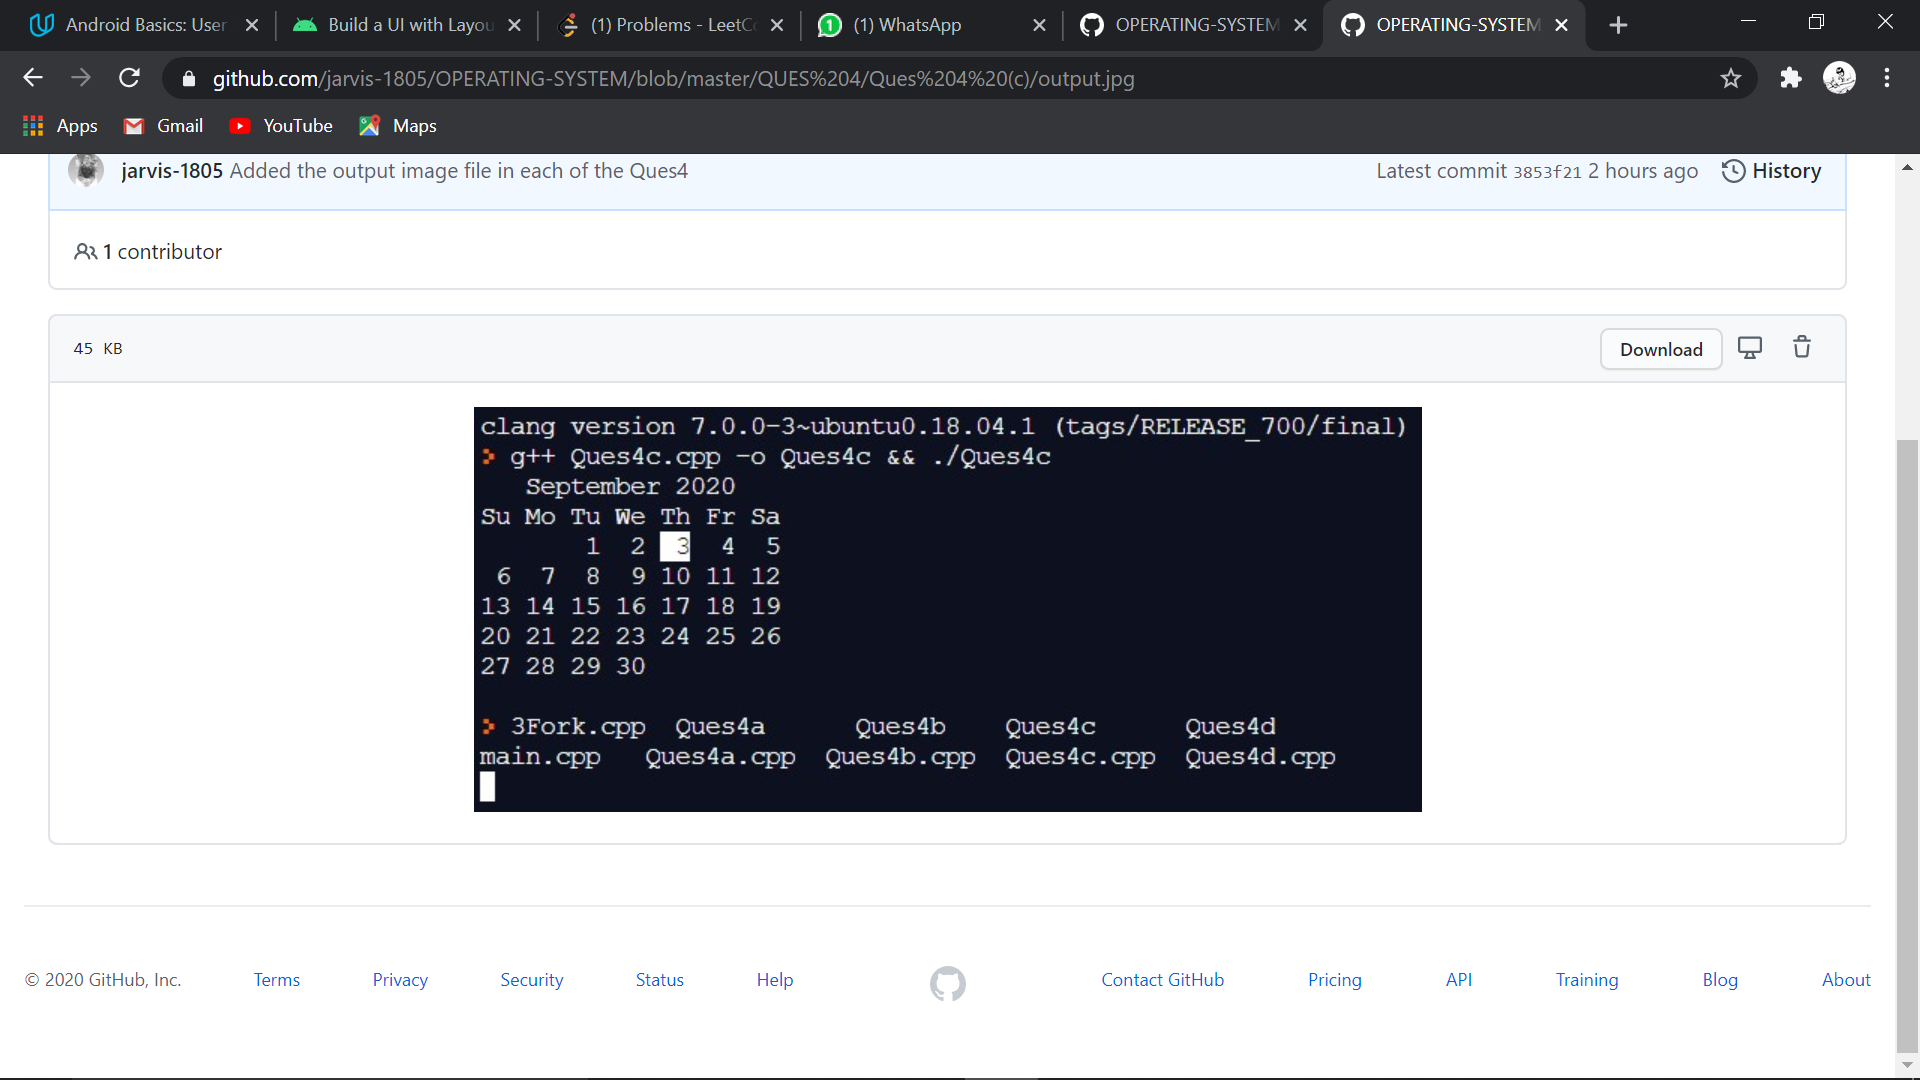 Android Basics: User
Build a UI with Layou
(1) Problems - LeetCo
(1) WhatsApp
OPERATING-SYSTEM
OPERATING-SYSTEM
github.com/jarvis-1805/OPERATING-SYSTEM/blob/master/QUES%204/Ques%204%20(c)/output.jpg
Apps Gmail YouTube Maps
jarvis-1805 Added the output image file in each of the Ques4 Latest commit 3853f21 2 hours ago History
1 contributor
45 KB Download
clang version 7.0.0-3~ubuntu0.18.04.1 (tags/RELEASE_700/final)
> g++ Ques4c.cpp -o Ques4c && ./Ques4c
September 2020
Su Mo Tu We Th Fr Sa
1 2 3 4 5
6 7 8 9 10 11 12
13 14 15 16 17 18 19
20 21 22 23 24 25 26
27 28 29 30
> 3Fork.cpp Ques4a Ques4b Ques4c Ques4d
main.cpp Ques4a.cpp Ques4b.cpp Ques4c.cpp Ques4d.cpp
© 2020 GitHub, Inc. Terms Privacy Security Status Help Contact GitHub Pricing API Training Blog About